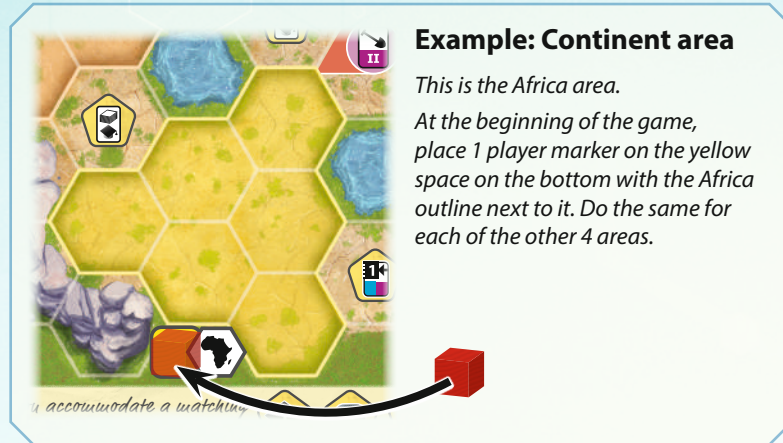 Example: Continent area
This is the Africa area.
At the beginning of the game,
place 1 player marker on the yellow
space on the bottom with the Africa
outline next to it. Do the same for
each of the other 4 areas.
II
1
accommodate a matching